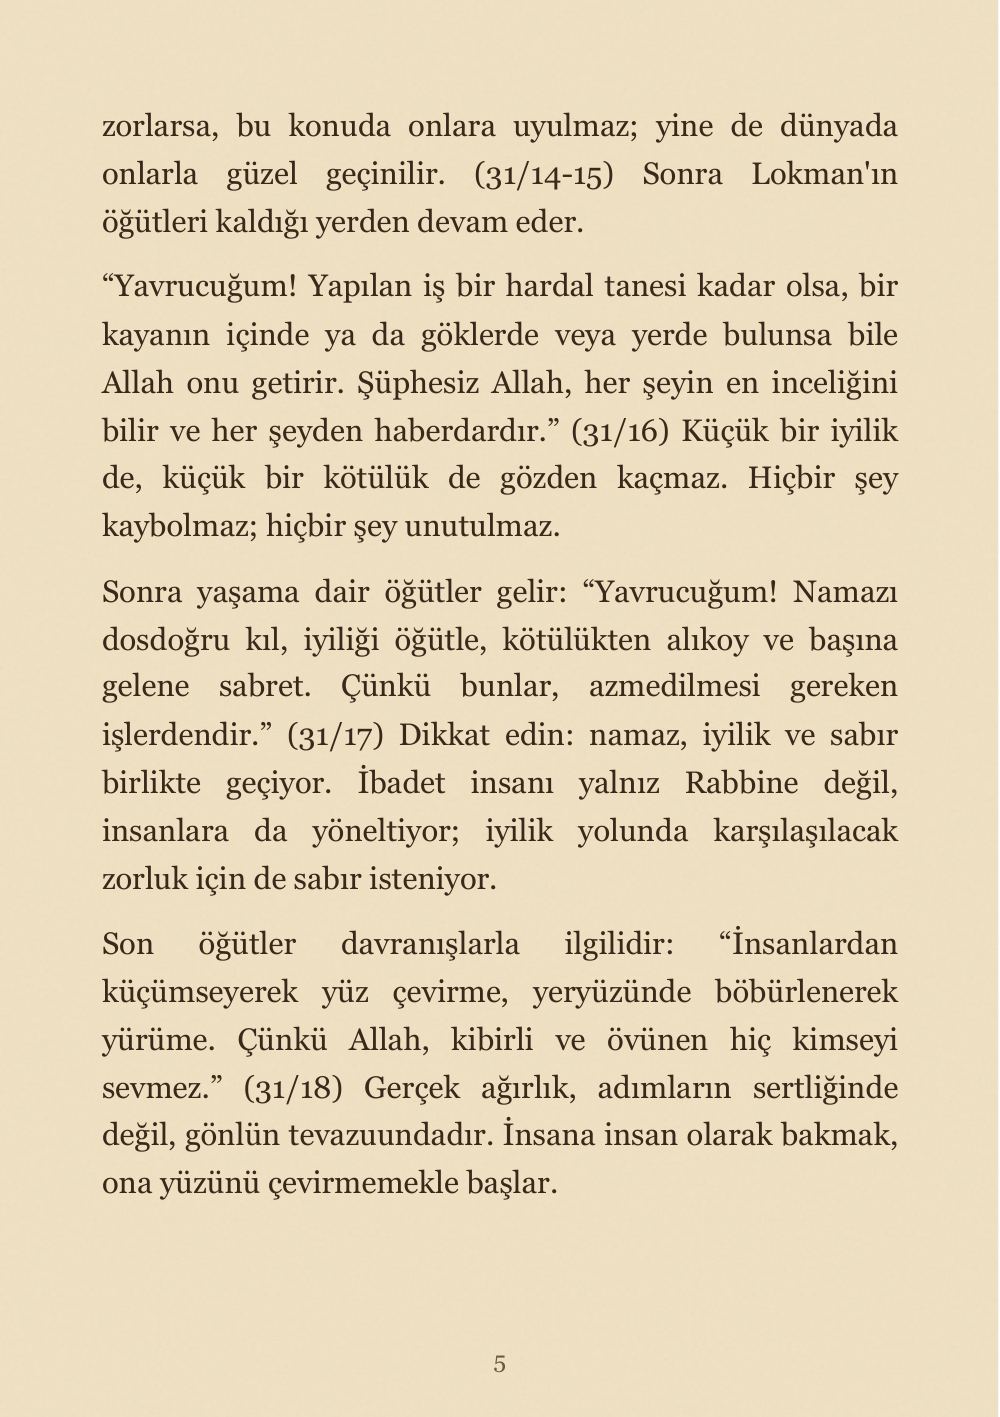 zorlarsa, bu konuda onlara uyulmaz; yine de dünyada
onlarla güzel geçinilir. (31/14-15) Sonra Lokman'ın
öğütleri kaldığı yerden devam eder.
“Yavrucuğum! Yapılan iş bir hardal tanesi kadar olsa, bir
kayanın içinde ya da göklerde veya yerde bulunsa bile
Allah onu getirir. Şüphesiz Allah, her şeyin en inceliğini
bilir ve her şeyden haberdardır.” (31/16) Küçük bir iyilik
de, küçük bir kötülük de gözden kaçmaz. Hiçbir şey
kaybolmaz; hiçbir şey unutulmaz.
Sonra yaşama dair öğütler gelir: “Yavrucuğum! Namazı
dosdoğru kıl, iyiliği öğütle, kötülükten alıkoy ve başına
gelene sabret. Çünkü bunlar, azmedilmesi gereken
işlerdendir.” (31/17) Dikkat edin: namaz, iyilik ve sabır
birlikte geçiyor. İbadet insanı yalnız Rabbine değil,
insanlara da yöneltiyor; iyilik yolunda karşılaşılacak
zorluk için de sabır isteniyor.
Son öğütler davranışlarla ilgilidir: “İnsanlardan
küçümseyerek yüz çevirme, yeryüzünde böbürlenerek
yürüme. Çünkü Allah, kibirli ve övünen hiç kimseyi
sevmez.” (31/18) Gerçek ağırlık, adımların sertliğinde
değil, gönlün tevazuundadır. İnsana insan olarak bakmak,
ona yüzünü çevirmemekle başlar.
5